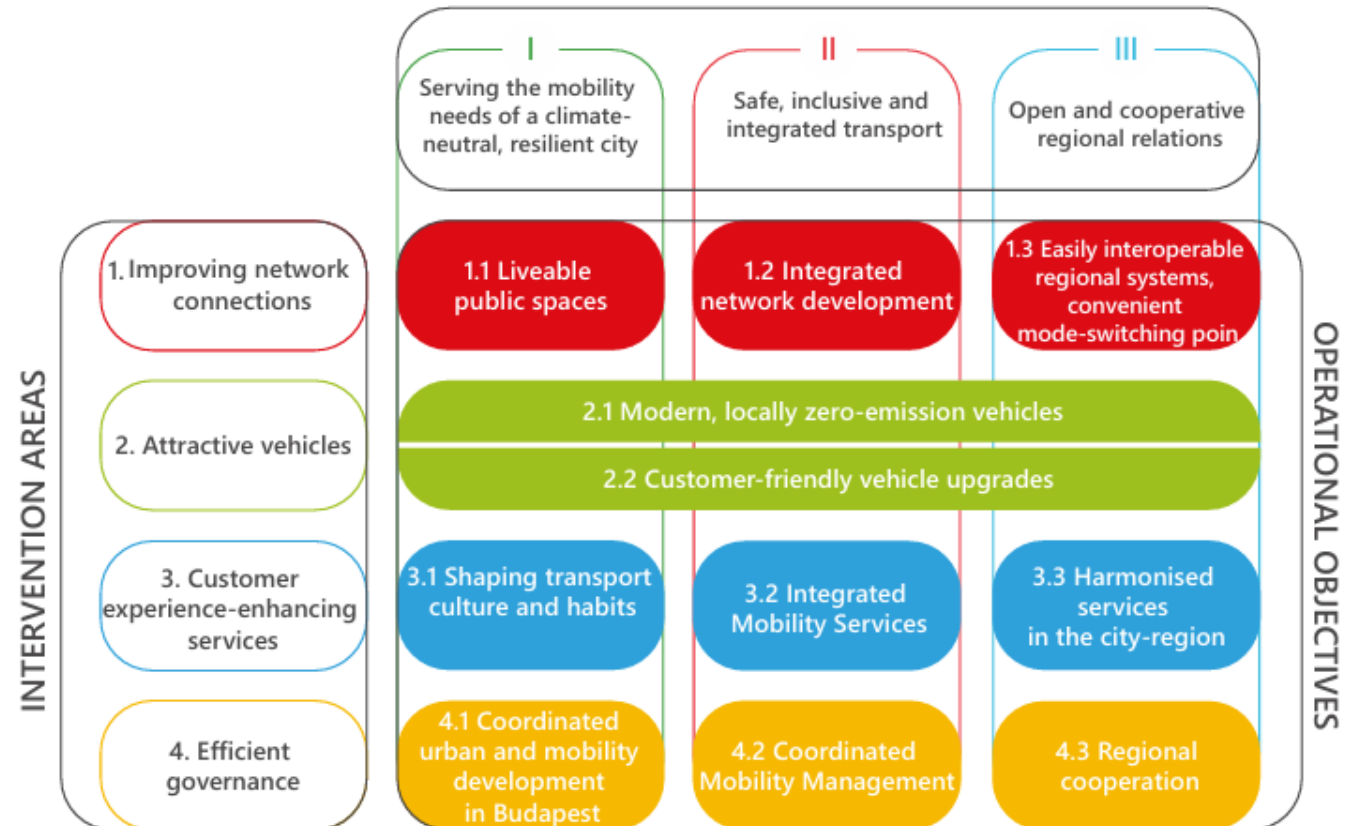 I
II
III
Serving the mobility
needs of a climate-
neutral, resilient city
Safe, inclusive and
integrated transport
Open and cooperative
regional relations
INTERVENTION AREAS
OPERATIONAL OBJECTIVES
1. Improving network
connections
1.1 Liveable
public spaces
1.2 Integrated
network development
1.3 Easily interoperable
regional systems,
convenient
mode-switching poin
2. Attractive vehicles
2.1 Modern, locally zero-emission vehicles
2.2 Customer-friendly vehicle upgrades
3. Customer
experience-enhancing
services
3.1 Shaping transport
culture and habits
3.2 Integrated
Mobility Services
3.3 Harmonised
services
in the city-region
4. Efficient
governance
4.1 Coordinated
urban and mobility
development
in Budapest
4.2 Coordinated
Mobility Management
4.3 Regional
cooperation